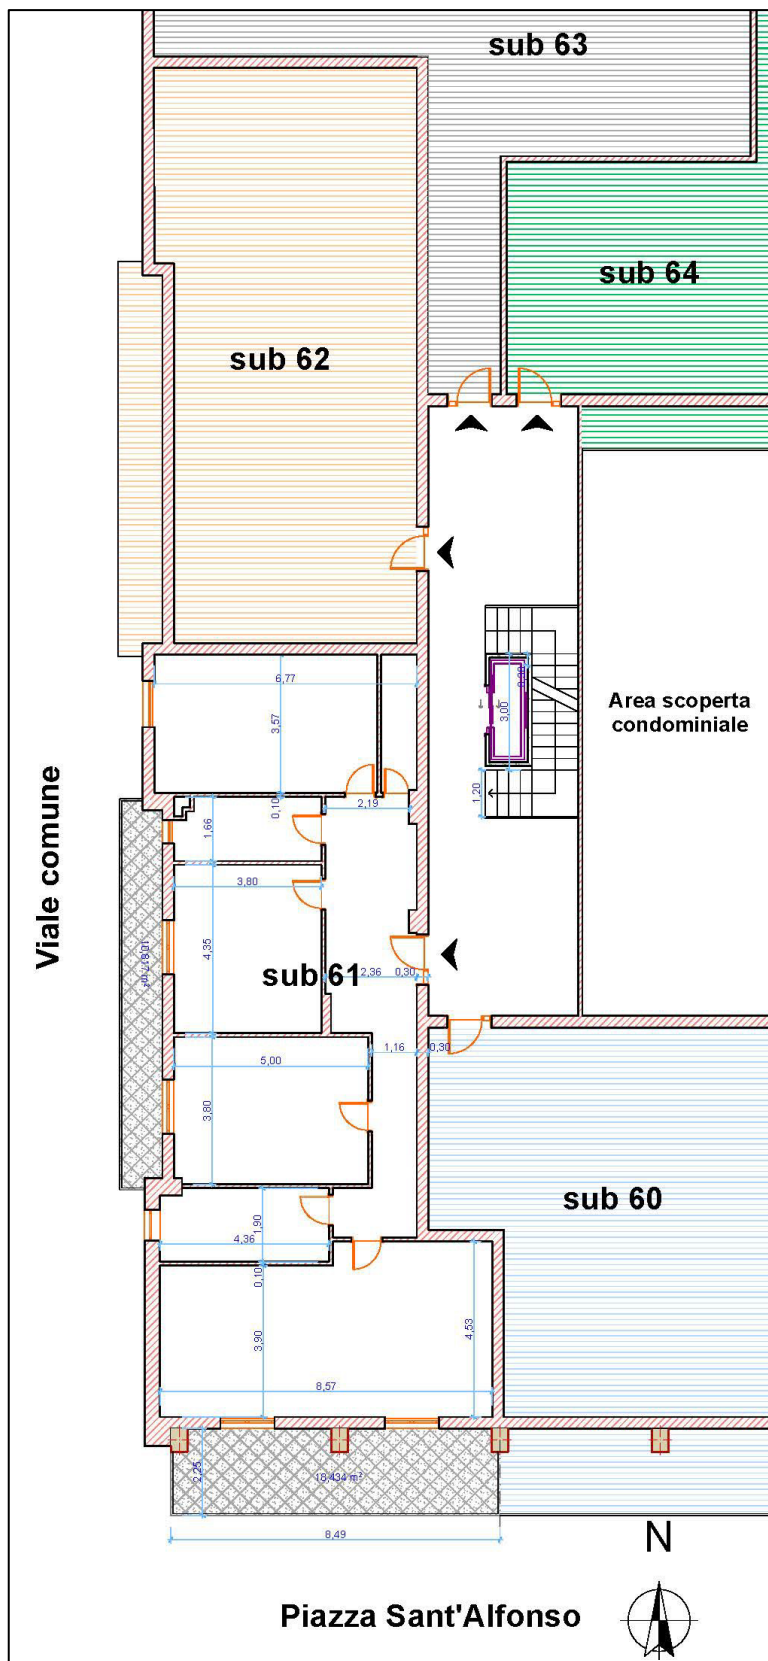 sub 63
sub 64
sub 62
6,77
3,57
0,30
3,00
Area scoperta
condominiale
1,20
0,10
2,19
1,66
Viale comune
3,80
4,35
sub 61
2,36
0,30
1,16
0,30
5,00
3,80
sub 60
1,90
4,36
0,10
3,90
4,53
8,57
2,25
18,434 m²
8,49
N
Piazza Sant'Alfonso